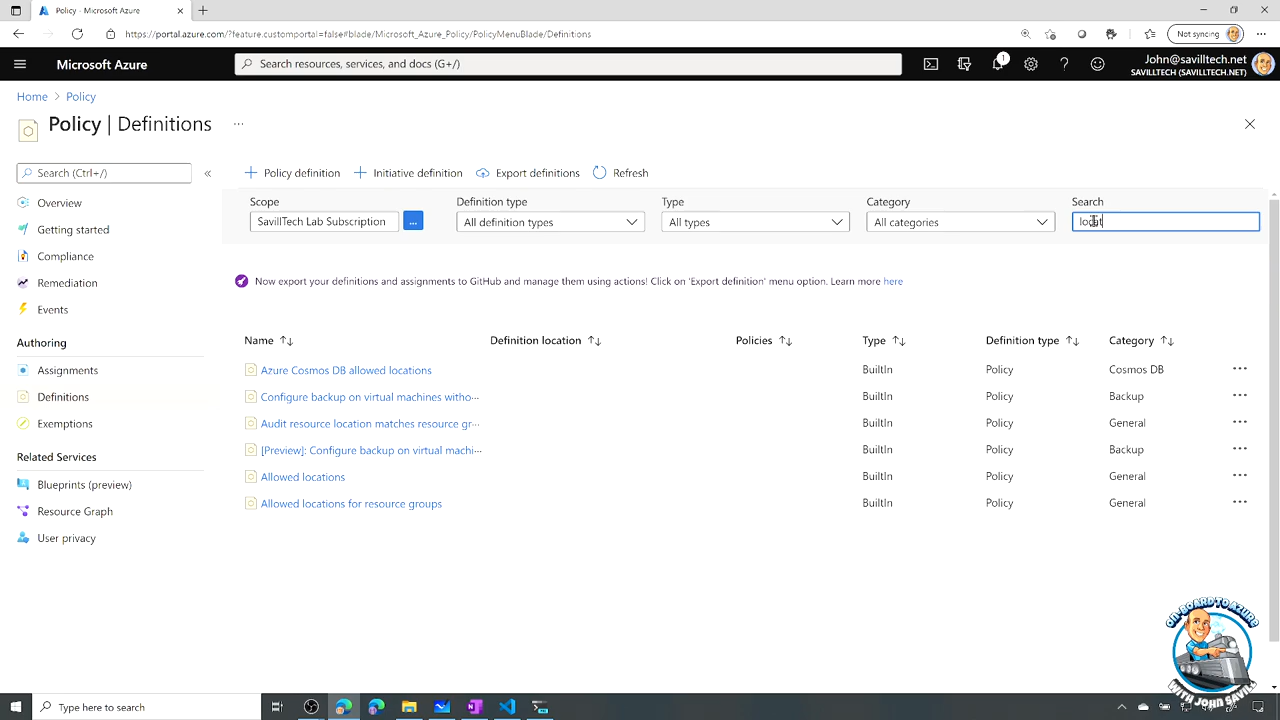 Policy - Microsoft Azure
https://portal.azure.com/?feature.customportal=false#blade/Microsoft_Azure_Policy/PolicyMenuBlade/Definitions
Not syncing
Microsoft Azure
Search resources, services, and docs (G+/)
1
John@savilltech.net
SAVILLTECH (SAVILLTECH.NET)
Home > Policy
Policy | Definitions ...
Search (Ctrl+/)
«
Overview
Getting started
Compliance
Remediation
Events
Authoring
Assignments
Definitions
Exemptions
Related Services
Blueprints (preview)
Resource Graph
User privacy
Policy definition
Initiative definition
Export definitions
Refresh
Scope
SavillTech Lab Subscription
...
Definition type
All definition types
Type
All types
Category
All categories
Search
Now export your definitions and assignments to GitHub and manage them using actions! Click on 'Export definition' menu option. Learn more here
Name Definition location Policies Type Definition type Category
Azure Cosmos DB allowed locations BuiltIn Policy Cosmos DB ...
Configure backup on virtual machines witho... BuiltIn Policy Backup ...
Audit resource location matches resource gr... BuiltIn Policy General ...
[Preview]: Configure backup on virtual machi... BuiltIn Policy Backup ...
Allowed locations BuiltIn Policy General ...
Allowed locations for resource groups BuiltIn Policy General ...
ON-BOARD TO AZURE
WITH JOHN SAVILL
Type here to search